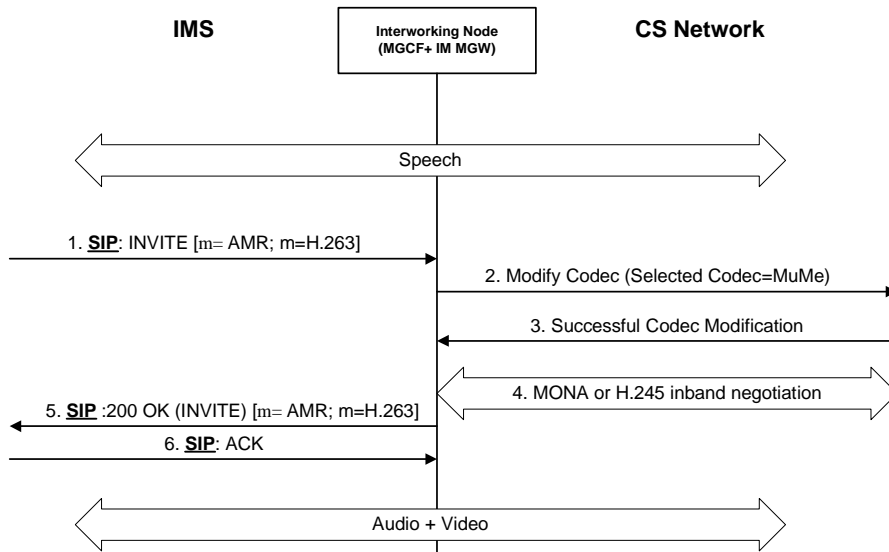 IMS
Interworking Node
(MGCF+ IM MGW)
CS Network
Speech
1. SIP: INVITE [m= AMR; m=H.263]
2. Modify Codec (Selected Codec=MuMe)
3. Successful Codec Modification
4. MONA or H.245 inband negotiation
5. SIP :200 OK (INVITE) [m= AMR; m=H.263]
6. SIP: ACK
Audio + Video